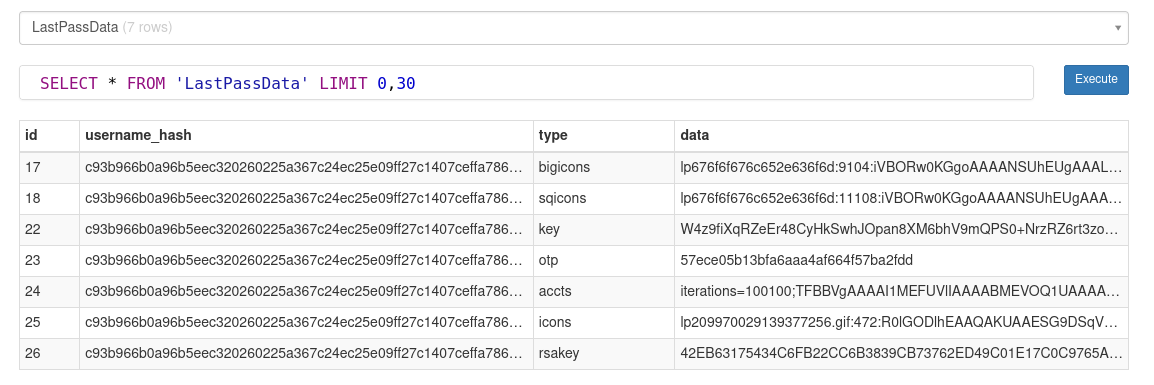 LastPassData (7 rows)
SELECT * FROM 'LastPassData' LIMIT 0,30
Execute
id username_hash type data
17 c93b966b0a96b5eec320260225a367c24ec25e09ff27c1407ceffa786... bigicons lp676f6f676c652e636f6d:9104:iVBORw0KGgoAAAANSUhEUgAAAL...
18 c93b966b0a96b5eec320260225a367c24ec25e09ff27c1407ceffa786... sqicons lp676f6f676c652e636f6d:11108:iVBORw0KGgoAAAANSUhEUgAAA...
22 c93b966b0a96b5eec320260225a367c24ec25e09ff27c1407ceffa786... key W4z9fiXqRZeEr48CyHkSwhJOpan8XM6bhV9mQPS0+NrzRZ6rt3zo...
23 c93b966b0a96b5eec320260225a367c24ec25e09ff27c1407ceffa786... otp 57ece05b13bfa6aaa4af664f57ba2fdd
24 c93b966b0a96b5eec320260225a367c24ec25e09ff27c1407ceffa786... accts iterations=100100;TFBBVgAAAAI1MEFUVlIAAAABMEVOQ1UAAAA...
25 c93b966b0a96b5eec320260225a367c24ec25e09ff27c1407ceffa786... icons lp209970029139377256.gif:472:R0lGODlhEAAQAKUAAESG9DSqV...
26 c93b966b0a96b5eec320260225a367c24ec25e09ff27c1407ceffa786... rsakey 42EB63175434C6FB22CC6B3839CB73762ED49C01E17C0C9765A...